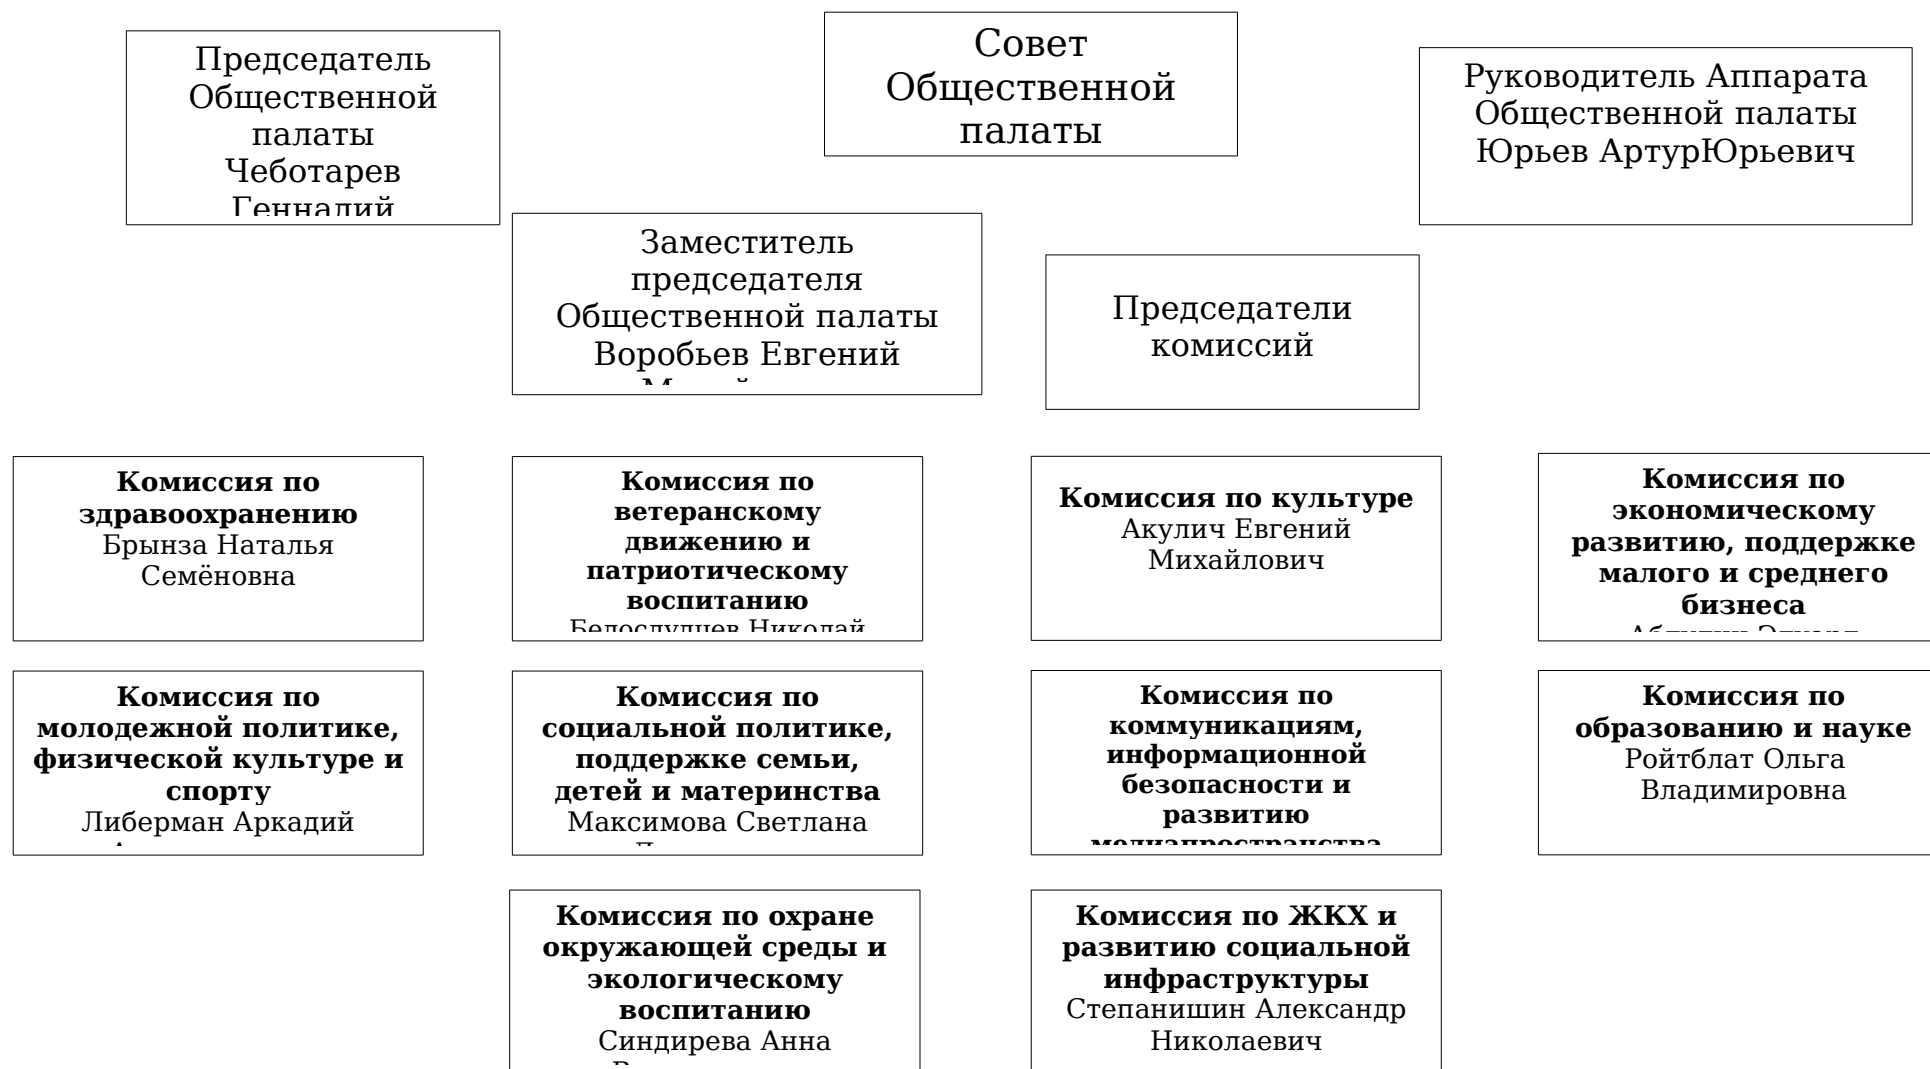 Председатель
Общественной
палаты
Чеботарев
Геннадий
Совет
Общественной
палаты
Руководитель Аппарата
Общественной палаты
Юрьев АртурЮрьевич
Заместитель
председателя
Общественной палаты
Воробьев Евгений
Председатели
комиссий
Комиссия по
здравоохранению
Брынза Наталья
Семёновна
Комиссия по
ветеранскому
движению и
патриотическому
воспитанию
Белослудцев Николай
Комиссия по культуре
Акулич Евгений
Михайлович
Комиссия по
экономическому
развитию, поддержке
малого и среднего
бизнеса
Комиссия по
молодежной политике,
физической культуре и
спорту
Либерман Аркадий
Комиссия по
социальной политике,
поддержке семьи,
детей и материнства
Максимова Светлана
Комиссия по
коммуникациям,
информационной
безопасности и
развитию
медиапространства
Комиссия по
образованию и науке
Ройтблат Ольга
Владимировна
Комиссия по охране
окружающей среды и
экологическому
воспитанию
Синдирева Анна
Комиссия по ЖКХ и
развитию социальной
инфраструктуры
Степанишин Александр
Николаевич